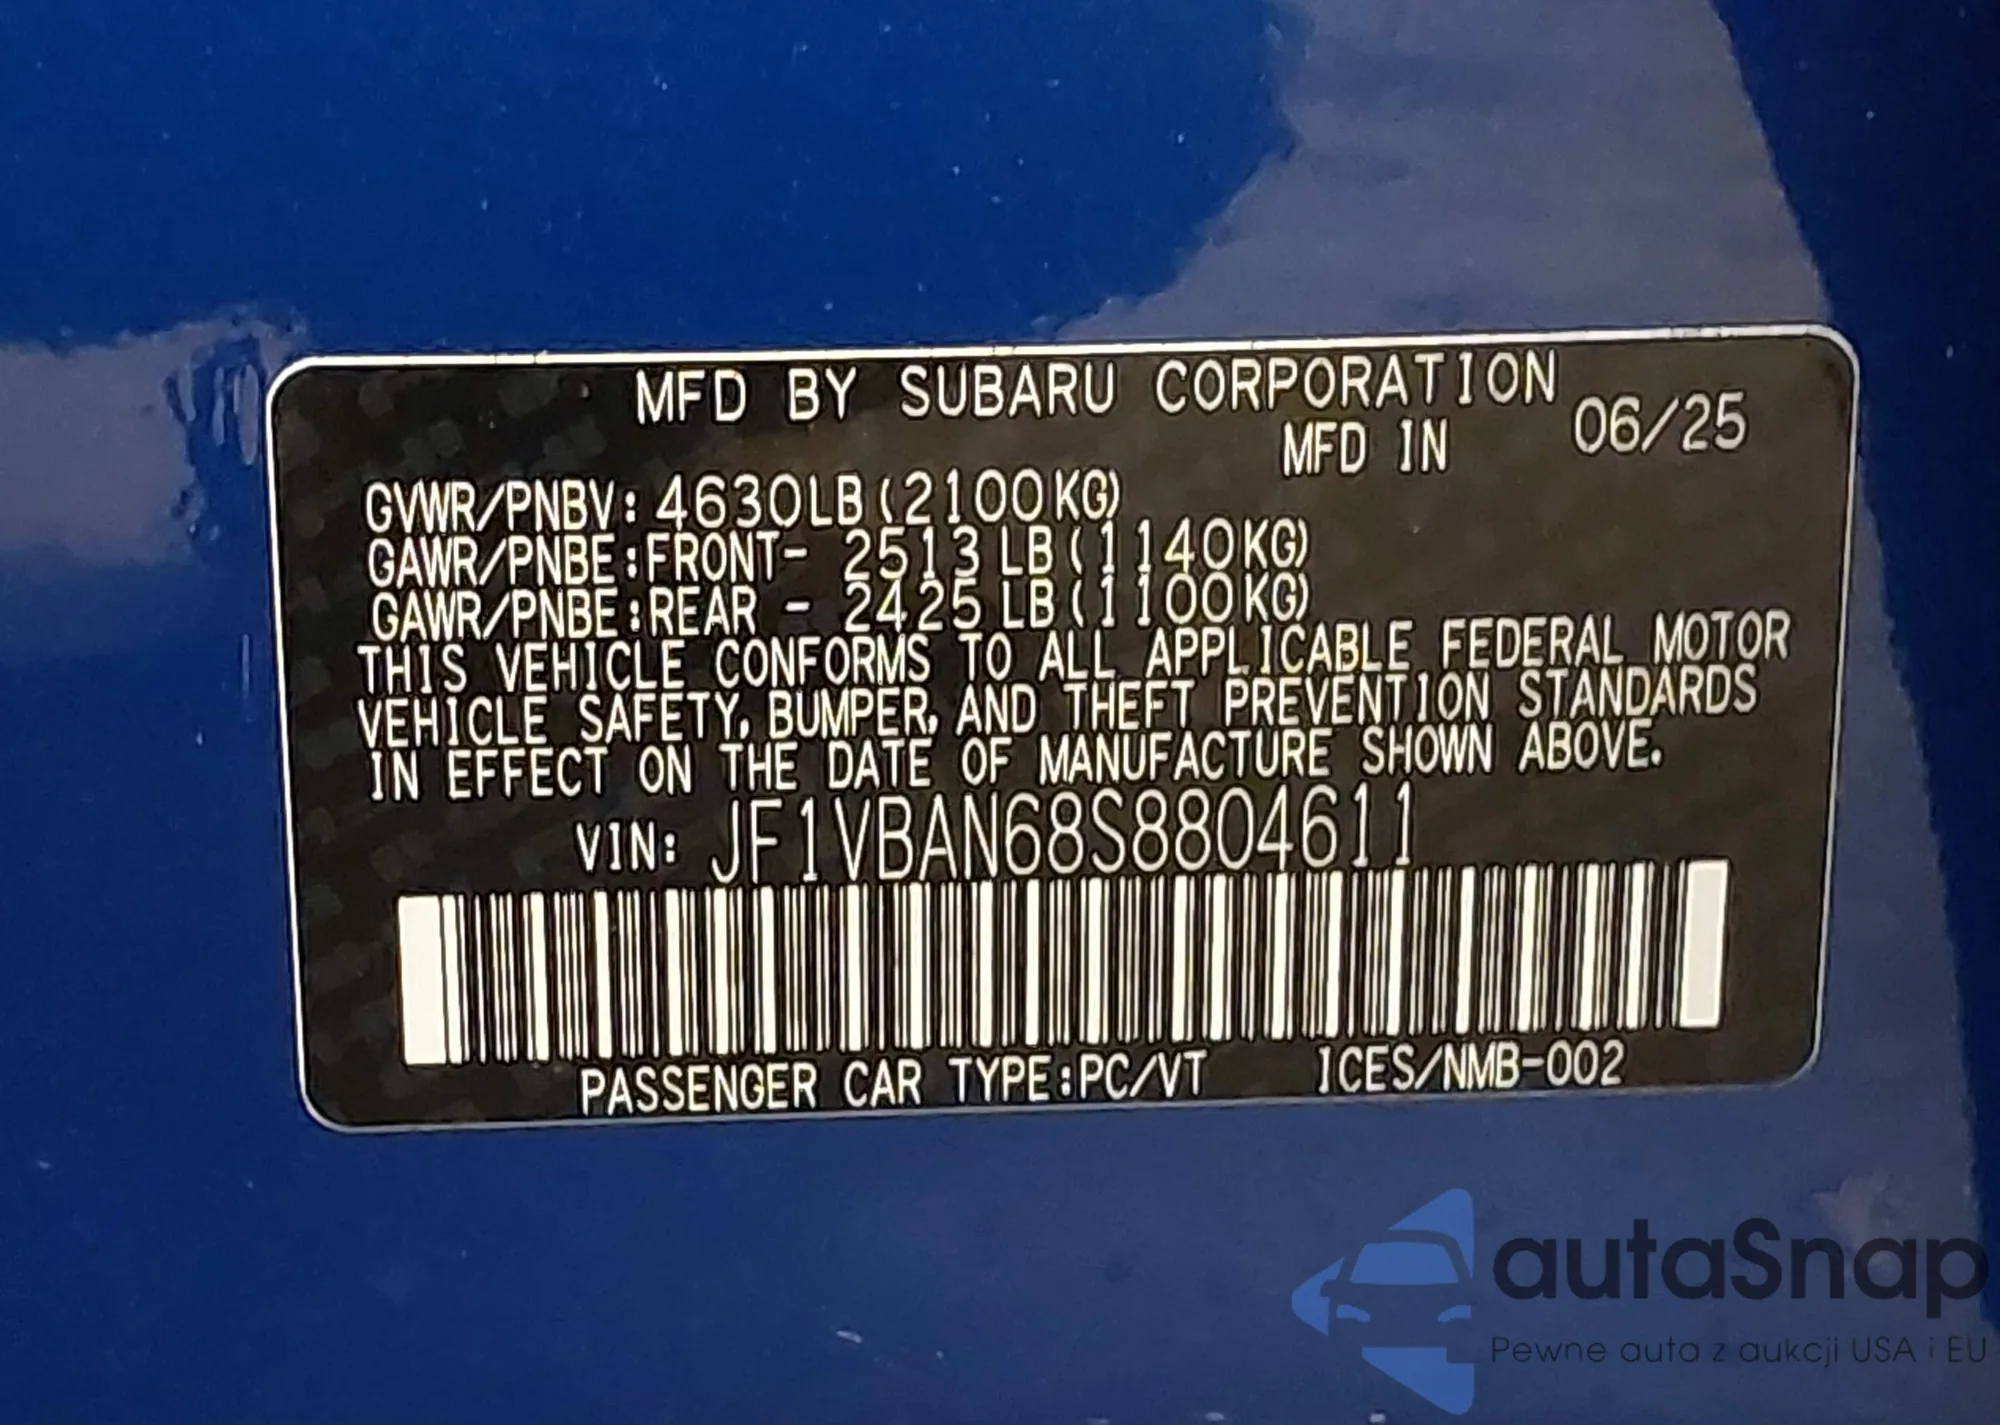 MFD BY SUBARU CORPORATION
MFD IN 06/25
GVWR/PNBV: 4630LB(2100KG)
GAWR/PNBE:FRONT- 2513 LB(1140KG)
GAWR/PNBE:REAR - 2425 LB(1100KG)
THIS VEHICLE CONFORMS TO ALL APPLICABLE FEDERAL MOTOR
VEHICLE SAFETY, BUMPER, AND THEFT PREVENTION STANDARDS
IN EFFECT ON THE DATE OF MANUFACTURE SHOWN ABOVE.
VIN: JF1VBAN68S8804611
PASSENGER CAR TYPE:PC/VT ICES/NMB-002
autaSnap
Pewne auta z aukcji USA i EU